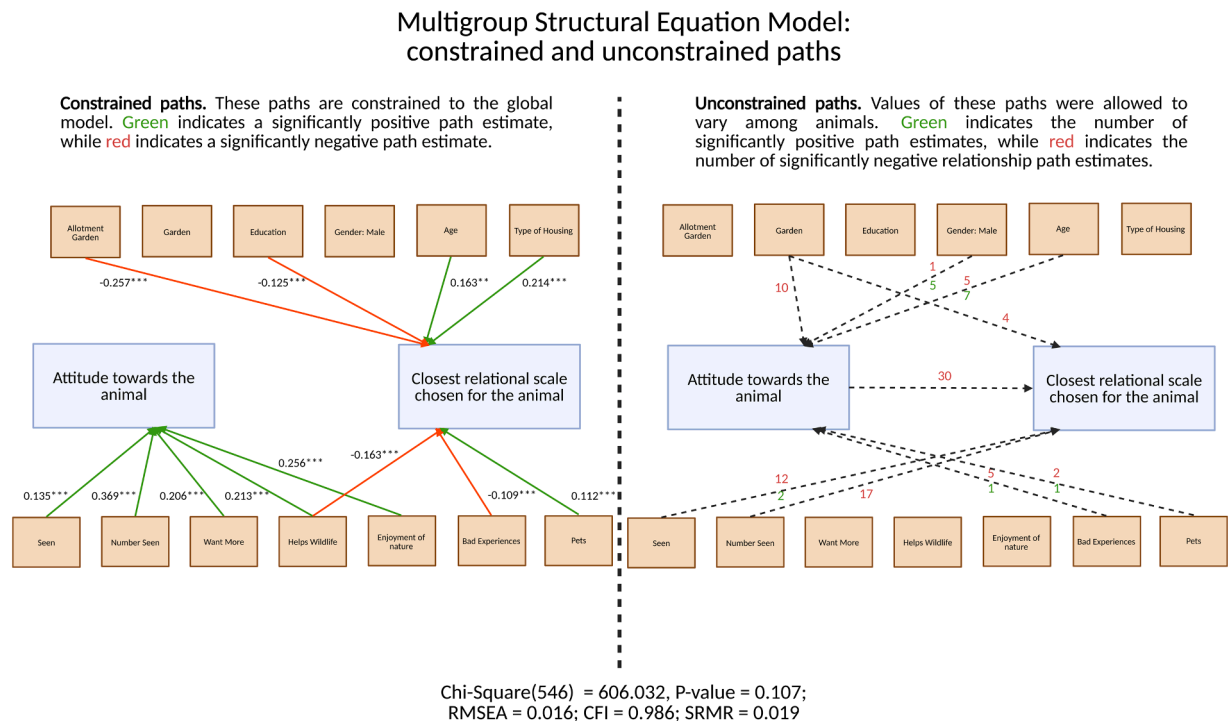 Multigroup Structural Equation Model:
constrained and unconstrained paths
Constrained paths. These paths are constrained to the global
model. Green indicates a significantly positive path estimate,
while red indicates a significantly negative path estimate.
Unconstrained paths. Values of these paths were allowed to
vary among animals. Green indicates the number of
significantly positive path estimates, while red indicates the
number of significantly negative relationship path estimates.
Allotment
Garden
Garden
Education
Gender: Male
Age
Type of Housing
-0.257***
-0.125***
0.163**
0.214***
Attitude towards the
animal
Closest relational scale
chosen for the animal
0.256***
-0.163***
0.135***
0.369***
0.206***
0.213***
-0.109***
0.112***
Seen
Number Seen
Want More
Helps Wildlife
Enjoyment of
nature
Bad Experiences
Pets
Allotment
Garden
Garden
Education
Gender: Male
Age
Type of Housing
10
1
5
5
7
4
Attitude towards the
animal
30
Closest relational scale
chosen for the animal
12
2
17
5
1
2
1
Seen
Number Seen
Want More
Helps Wildlife
Enjoyment of
nature
Bad Experiences
Pets
Chi-Square(546) = 606.032, P-value = 0.107;
RMSEA = 0.016; CFI = 0.986; SRMR = 0.019